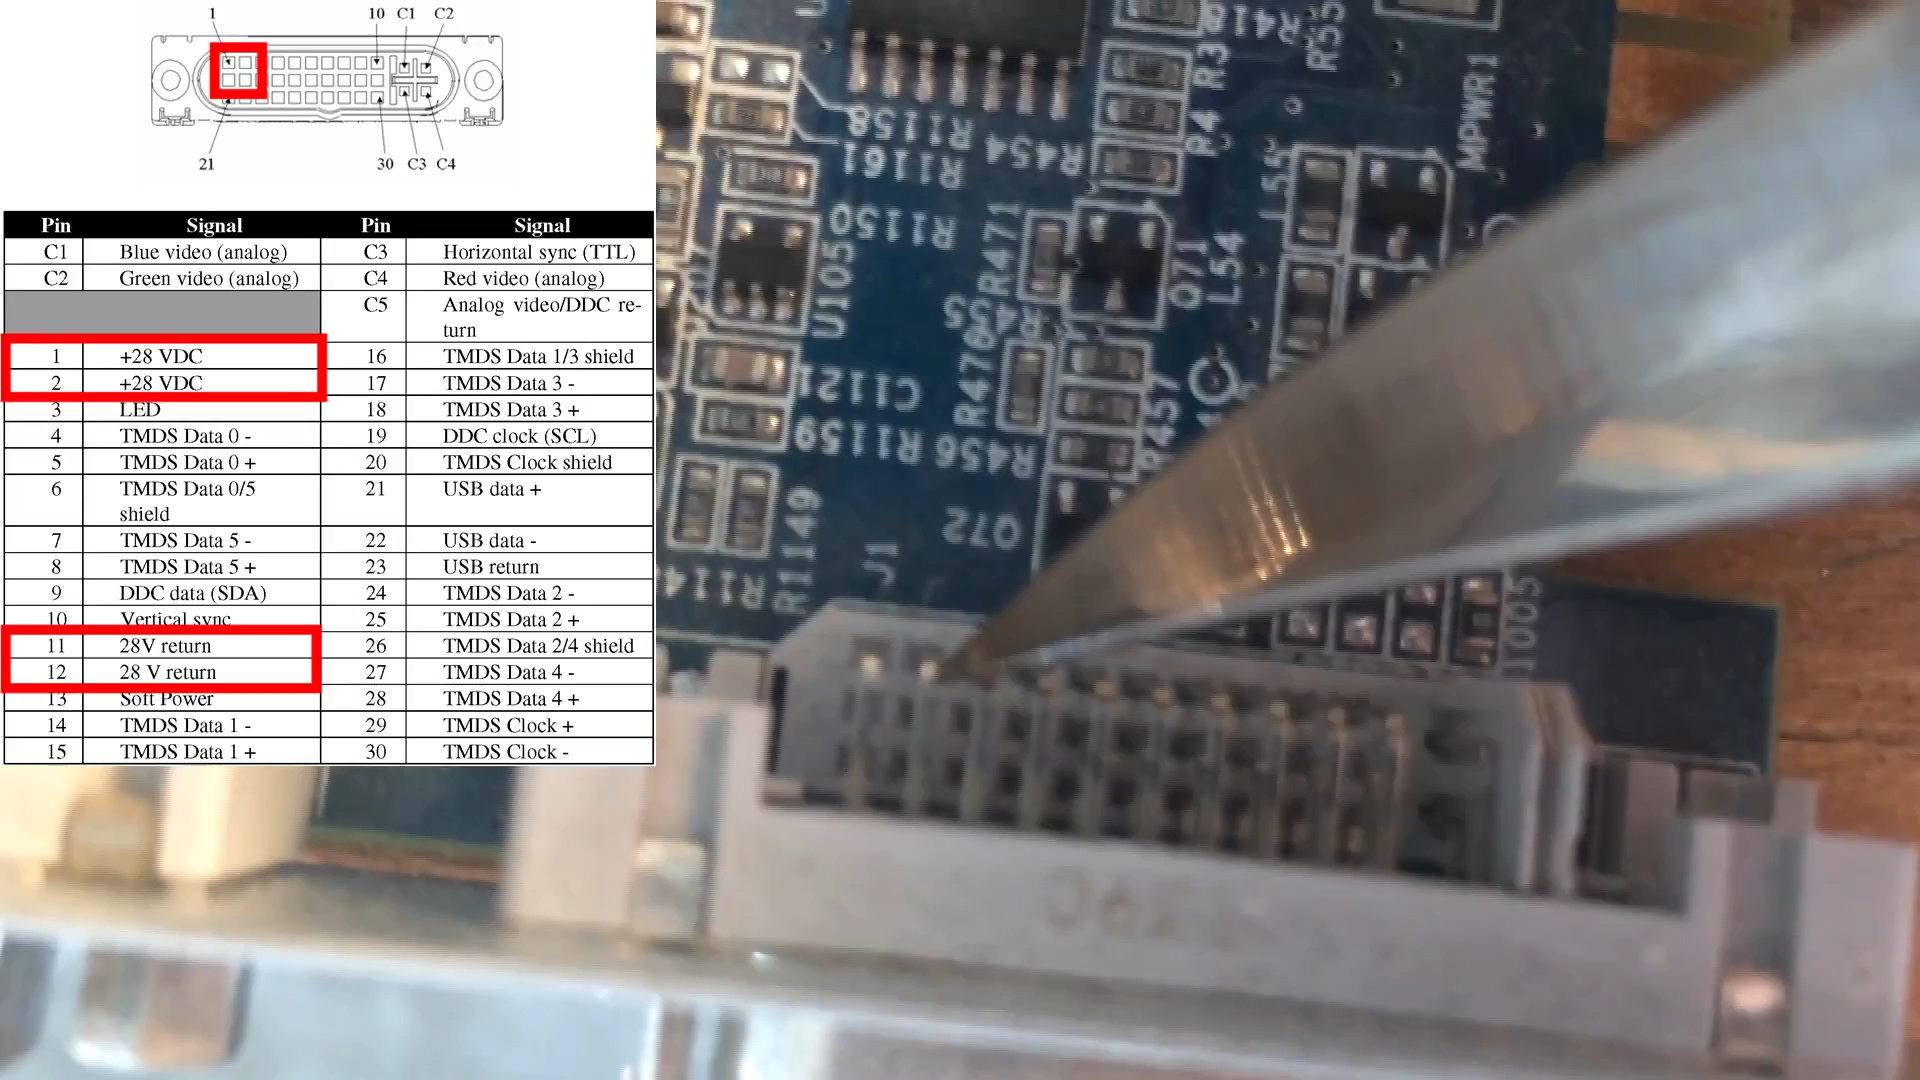 1 10 C1 C2
21 30 C3 C4
Pin Signal Pin Signal
C1 Blue video (analog) C3 Horizontal sync (TTL)
C2 Green video (analog) C4 Red video (analog)
C5 Analog video/DDC re-
turn
1 +28 VDC 16 TMDS Data 1/3 shield
2 +28 VDC 17 TMDS Data 3 -
3 LED 18 TMDS Data 3 +
4 TMDS Data 0 - 19 DDC clock (SCL)
5 TMDS Data 0 + 20 TMDS Clock shield
6 TMDS Data 0/5 21 USB data +
shield
7 TMDS Data 5 - 22 USB data -
8 TMDS Data 5 + 23 USB return
9 DDC data (SDA) 24 TMDS Data 2 -
10 Vertical sync 25 TMDS Data 2 +
11 28V return 26 TMDS Data 2/4 shield
12 28 V return 27 TMDS Data 4 -
13 Soft Power 28 TMDS Data 4 +
14 TMDS Data 1 - 29 TMDS Clock +
15 TMDS Data 1 + 30 TMDS Clock -
R418
R55
MPWR1
R4
R1158
R1161
R454
R1150
R471
L55
U105
Q71
L54
R476
C1121
R457
R1159
R456
R1149
Q72
J1